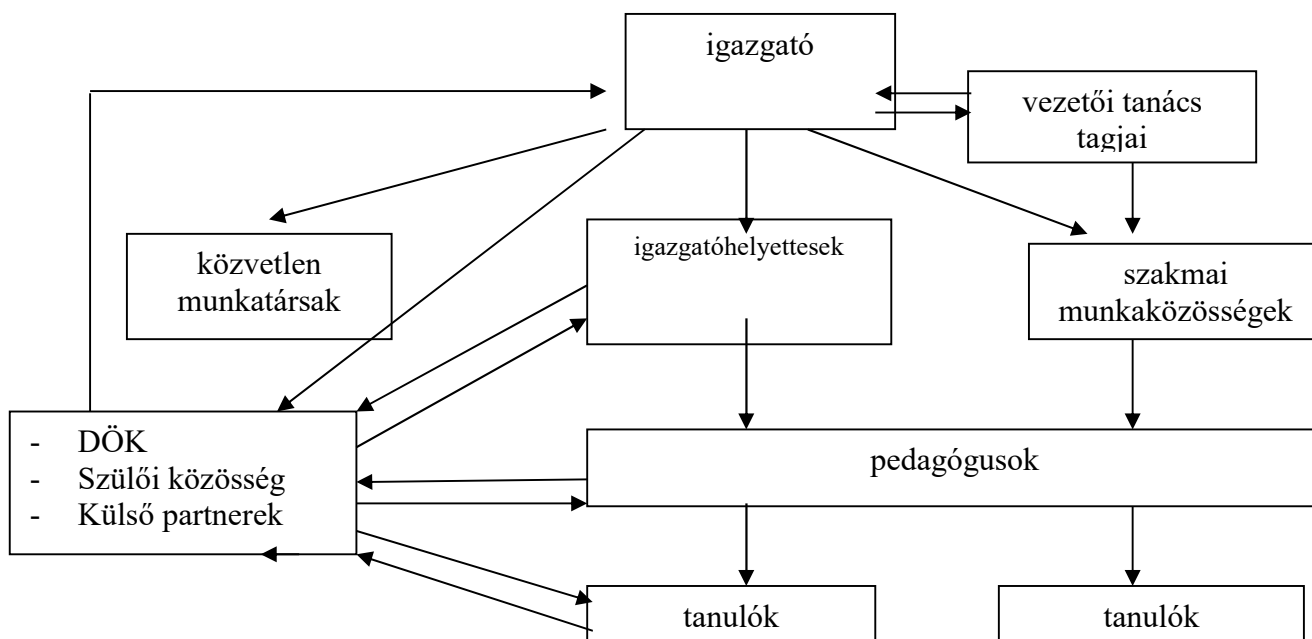 igazgató
vezetői tanács
tagjai
igazgatóhelyettesek
közvetlen
munkatársak
szakmai
munkaközösségek
- DÖK
- Szülői közösség
- Külső partnerek
pedagógusok
tanulók
tanulók